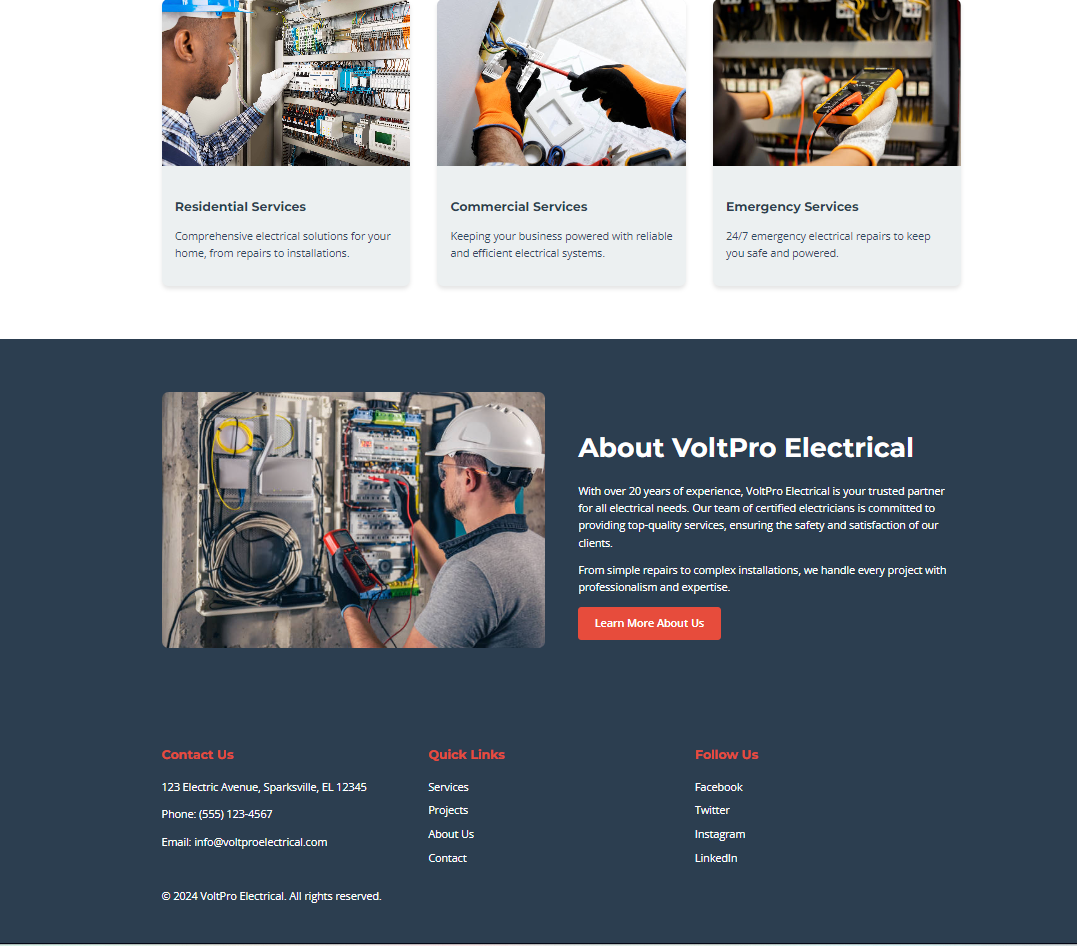 Residential Services
Comprehensive electrical solutions for your
home, from repairs to installations.
Commercial Services
Keeping your business powered with reliable
and efficient electrical systems.
Emergency Services
24/7 emergency electrical repairs to keep
you safe and powered.
About VoltPro Electrical
With over 20 years of experience, VoltPro Electrical is your trusted partner
for all electrical needs. Our team of certified electricians is committed to
providing top-quality services, ensuring the safety and satisfaction of our
clients.
From simple repairs to complex installations, we handle every project with
professionalism and expertise.
Learn More About Us
Contact Us
123 Electric Avenue, Sparksville, EL 12345
Phone: (555) 123-4567
Email: info@voltproelectrical.com
Quick Links
Services
Projects
About Us
Contact
Follow Us
Facebook
Twitter
Instagram
LinkedIn
© 2024 VoltPro Electrical. All rights reserved.